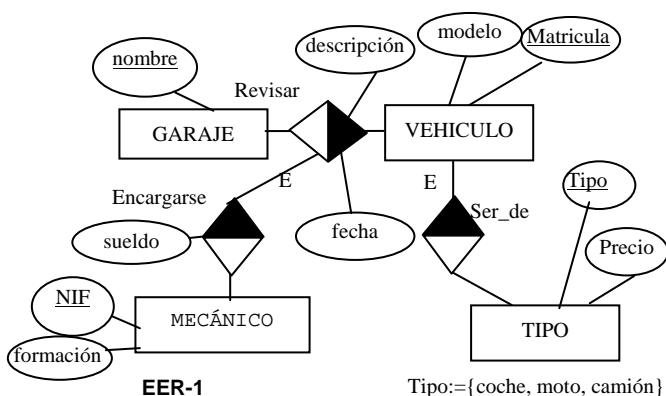 descripción
modelo
Matricula
nombre
Revisar
GARAJE
VEHICULO
E
E
Encargarse
Tipo
Ser_de
sueldo
fecha
Precio
NIF
MECÁNICO
TIPO
formación
EER-1
Tipo:={coche, moto, camión}